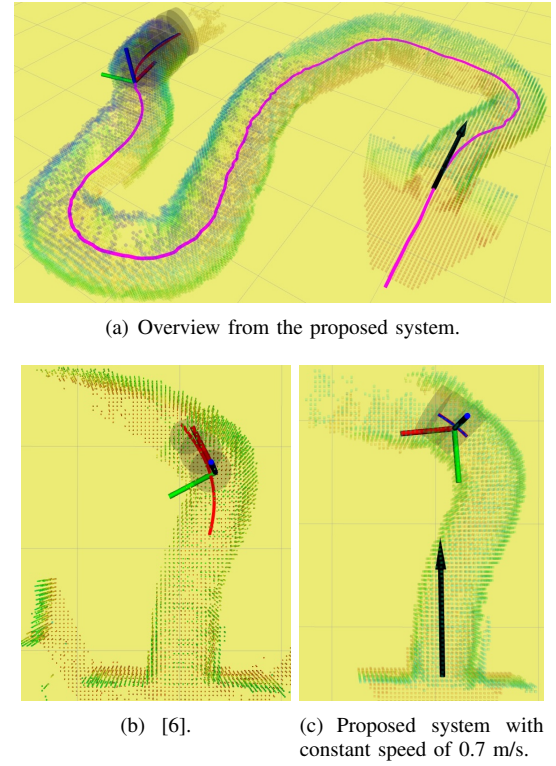 (a) Overview from the proposed system.
(b) [6].
(c) Proposed system with
constant speed of 0.7 m/s.